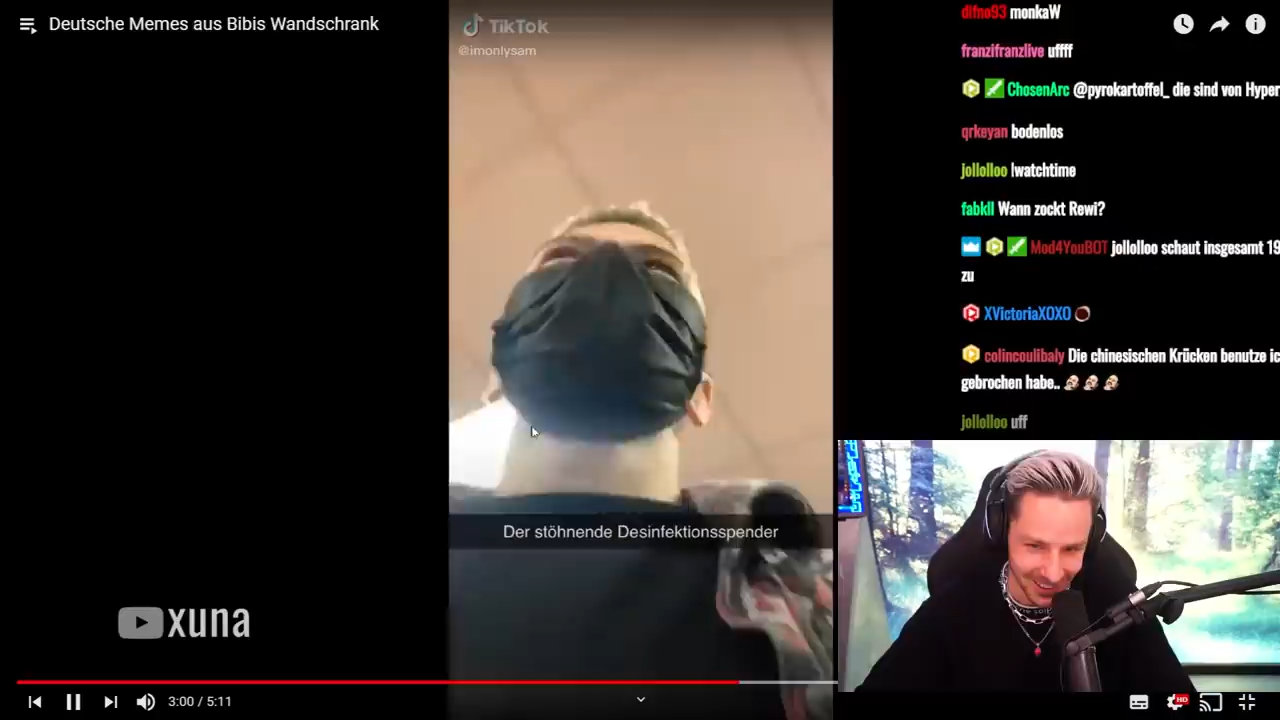 Deutsche Memes aus Bibis Wandschrank
TikTok
@imonlysam
Der stöhnende Desinfektionsspender
xuna
3:00 / 5:11
HD
dlfno93 monkaW
franzifranzlive uffff
ChosenArc @pyrokartoffel_ die sind von Hyper
qrkeyan bodenlos
jollolloo !watchtime
fabkll Wann zockt Rewi?
Mod4YouBOT jollolloo schaut insgesamt 19
zu
XVictoriaXOXO
colincoulibaly Die chinesischen Krücken benutze ic
gebrochen habe..
jollolloo uff